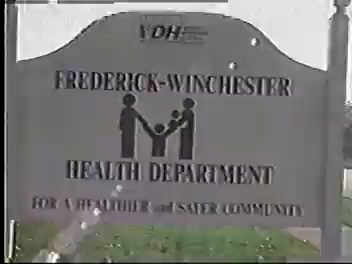 VDH
FREDERICK-WINCHESTER
HEALTH DEPARTMENT
FOR A HEALTHIER and SAFER COMMUNITY